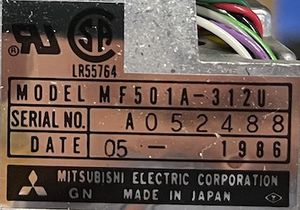 LR55764
MODEL MF501A-312U
SERIAL NO. A052488
DATE 05- 1986
MITSUBISHI ELECTRIC CORPORATION
GN MADE IN JAPAN